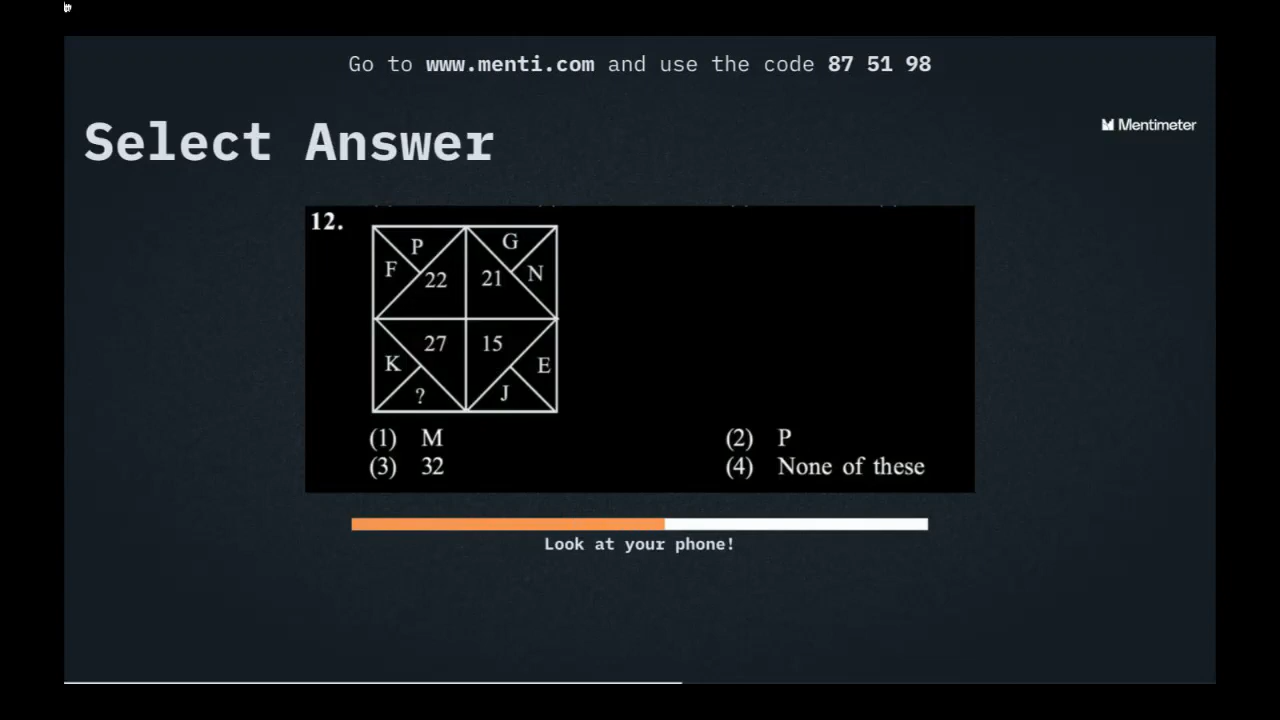 Go to www.menti.com and use the code 87 51 98
Mentimeter
Select Answer
12.
P G
F 22 21 N
27 15
K E
? J
(1) M (2) P
(3) 32 (4) None of these
Look at your phone!